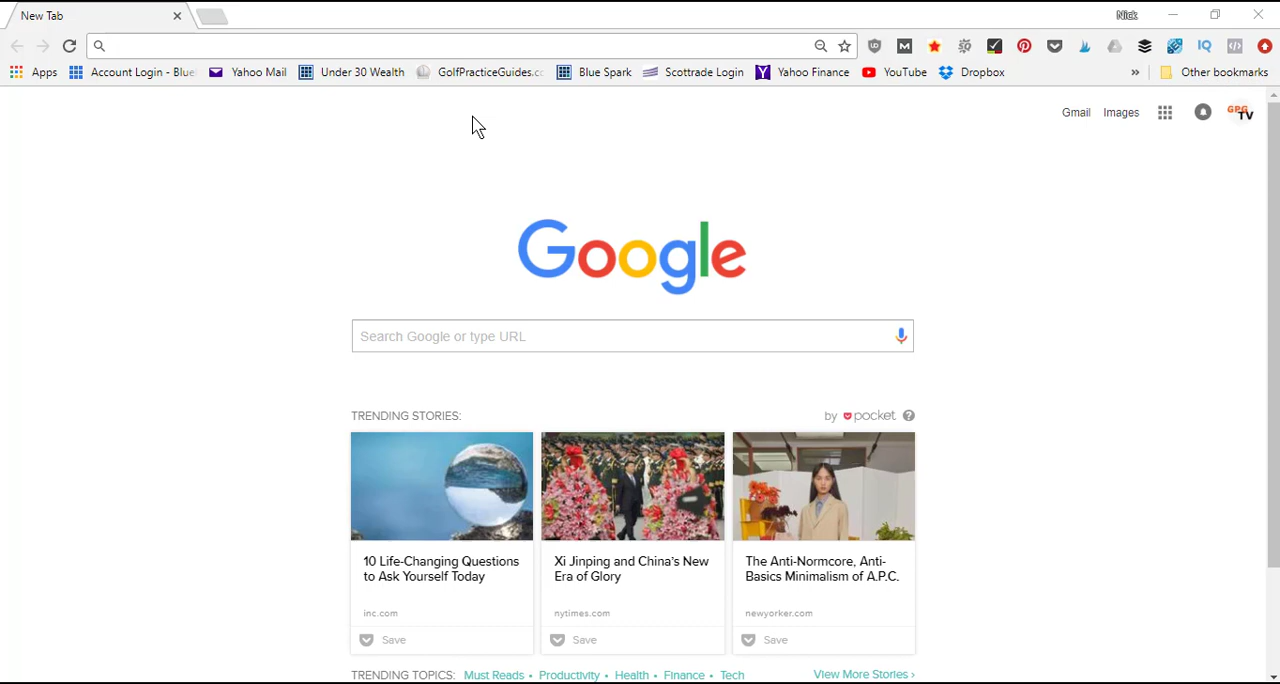 New Tab
Nick
Apps
Account Login - Blue
Yahoo Mail
Under 30 Wealth
GolfPracticeGuides.cc
Blue Spark
Scottrade Login
Yahoo Finance
YouTube
Dropbox
»
Other bookmarks
Gmail
Images
GPG
TV
Google
Search Google or type URL
TRENDING STORIES:
by pocket
10 Life-Changing Questions
to Ask Yourself Today
inc.com
Save
Xi Jinping and China's New
Era of Glory
nytimes.com
Save
The Anti-Normcore, Anti-
Basics Minimalism of A.P.C.
newyorker.com
Save
TRENDING TOPICS: Must Reads • Productivity • Health • Finance • Tech
View More Stories ›